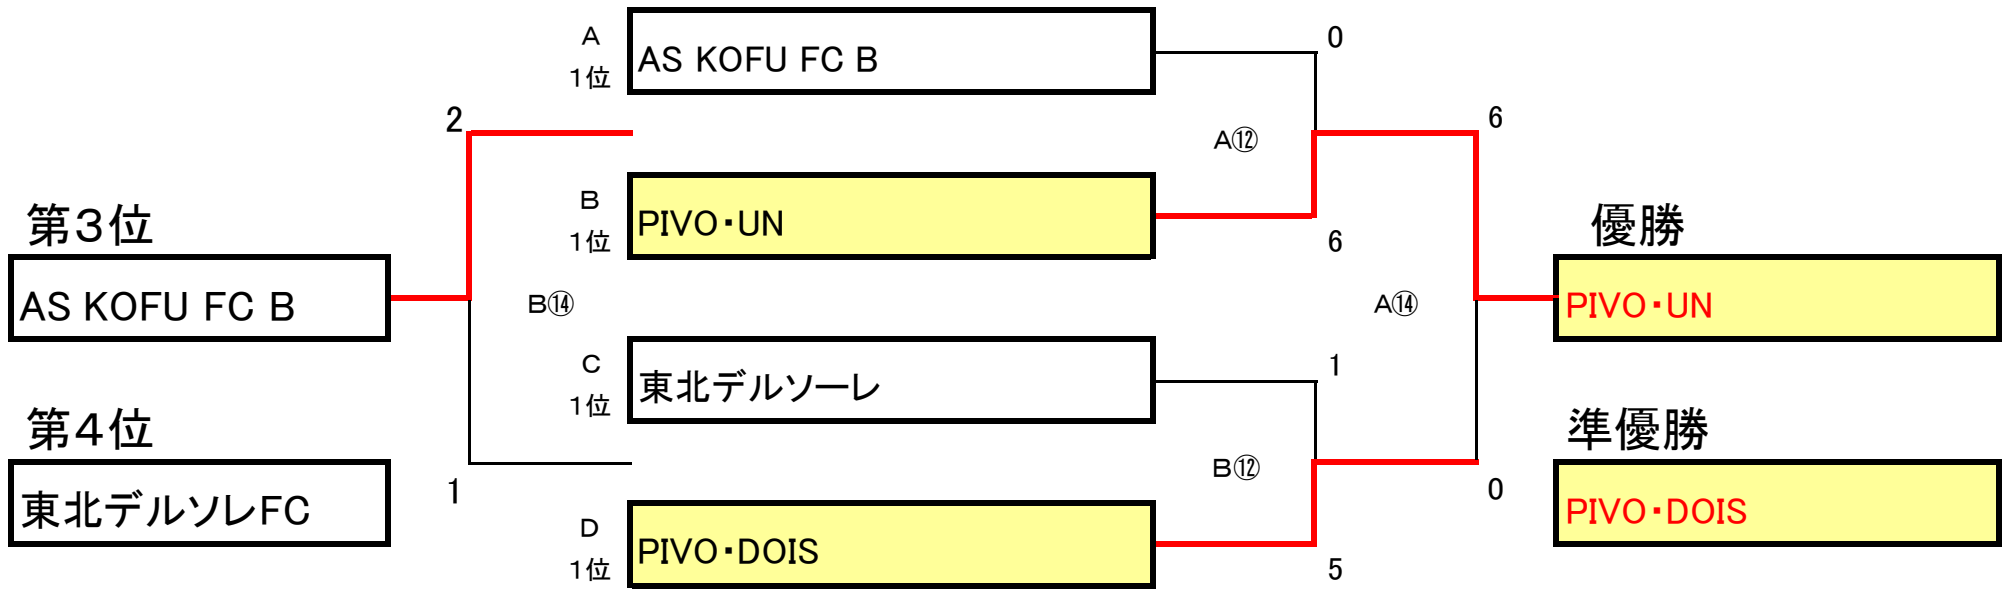 A
1位
AS KOFU FC B
0
2
6
A⑫
B
1位
PIVO・UN
6
第3位
AS KOFU FC B
優勝
PIVO・UN
B⑭
A⑭
C
1位
東北デルソーレ
1
第4位
東北デルソレFC
1
B⑫
0
準優勝
PIVO・DOIS
D
1位
PIVO・DOIS
5